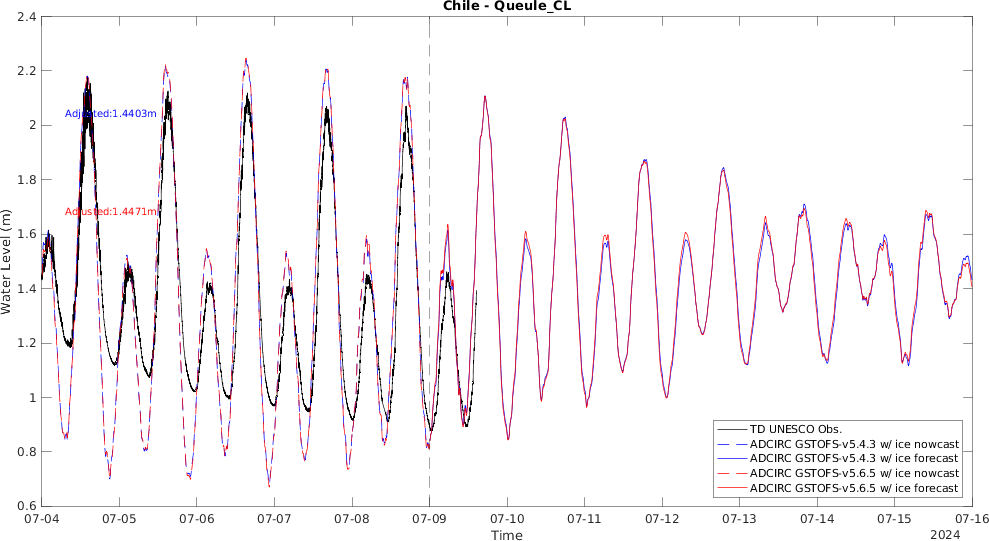 Chile - Queule_CL
2.4
2.2
2
1.8
1.6
1.4
1.2
1
0.8
0.6
Water Level (m)
Adjusted:1.4403m
Adjusted:1.4471m
TD UNESCO Obs.
ADCIRC GSTOFS-v5.4.3 w/ ice nowcast
ADCIRC GSTOFS-v5.4.3 w/ ice forecast
ADCIRC GSTOFS-v5.6.5 w/ ice nowcast
ADCIRC GSTOFS-v5.6.5 w/ ice forecast
07-04 07-05 07-06 07-07 07-08 07-09 07-10 07-11 07-12 07-13 07-14 07-15 07-16
Time
2024